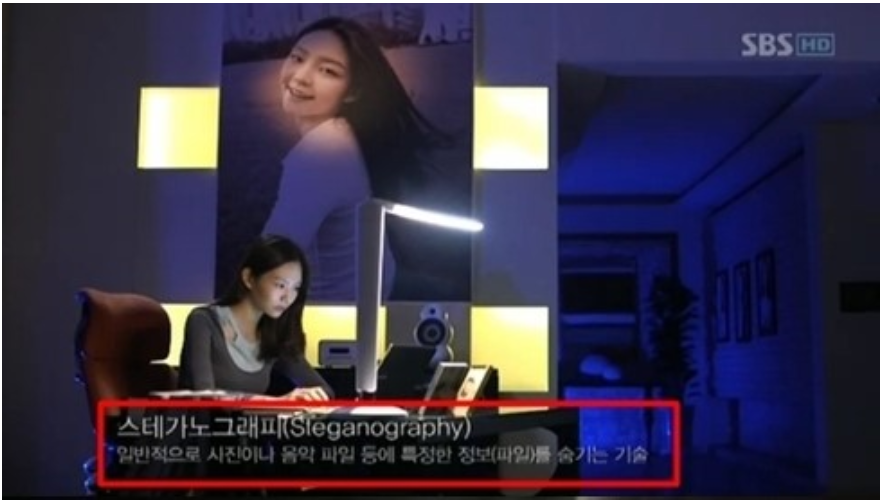 SBS HD
스테가노그래피(Steganography)
일반적으로 사진이나 음악 파일 등에 특정한 정보(파일)를 숨기는 기술